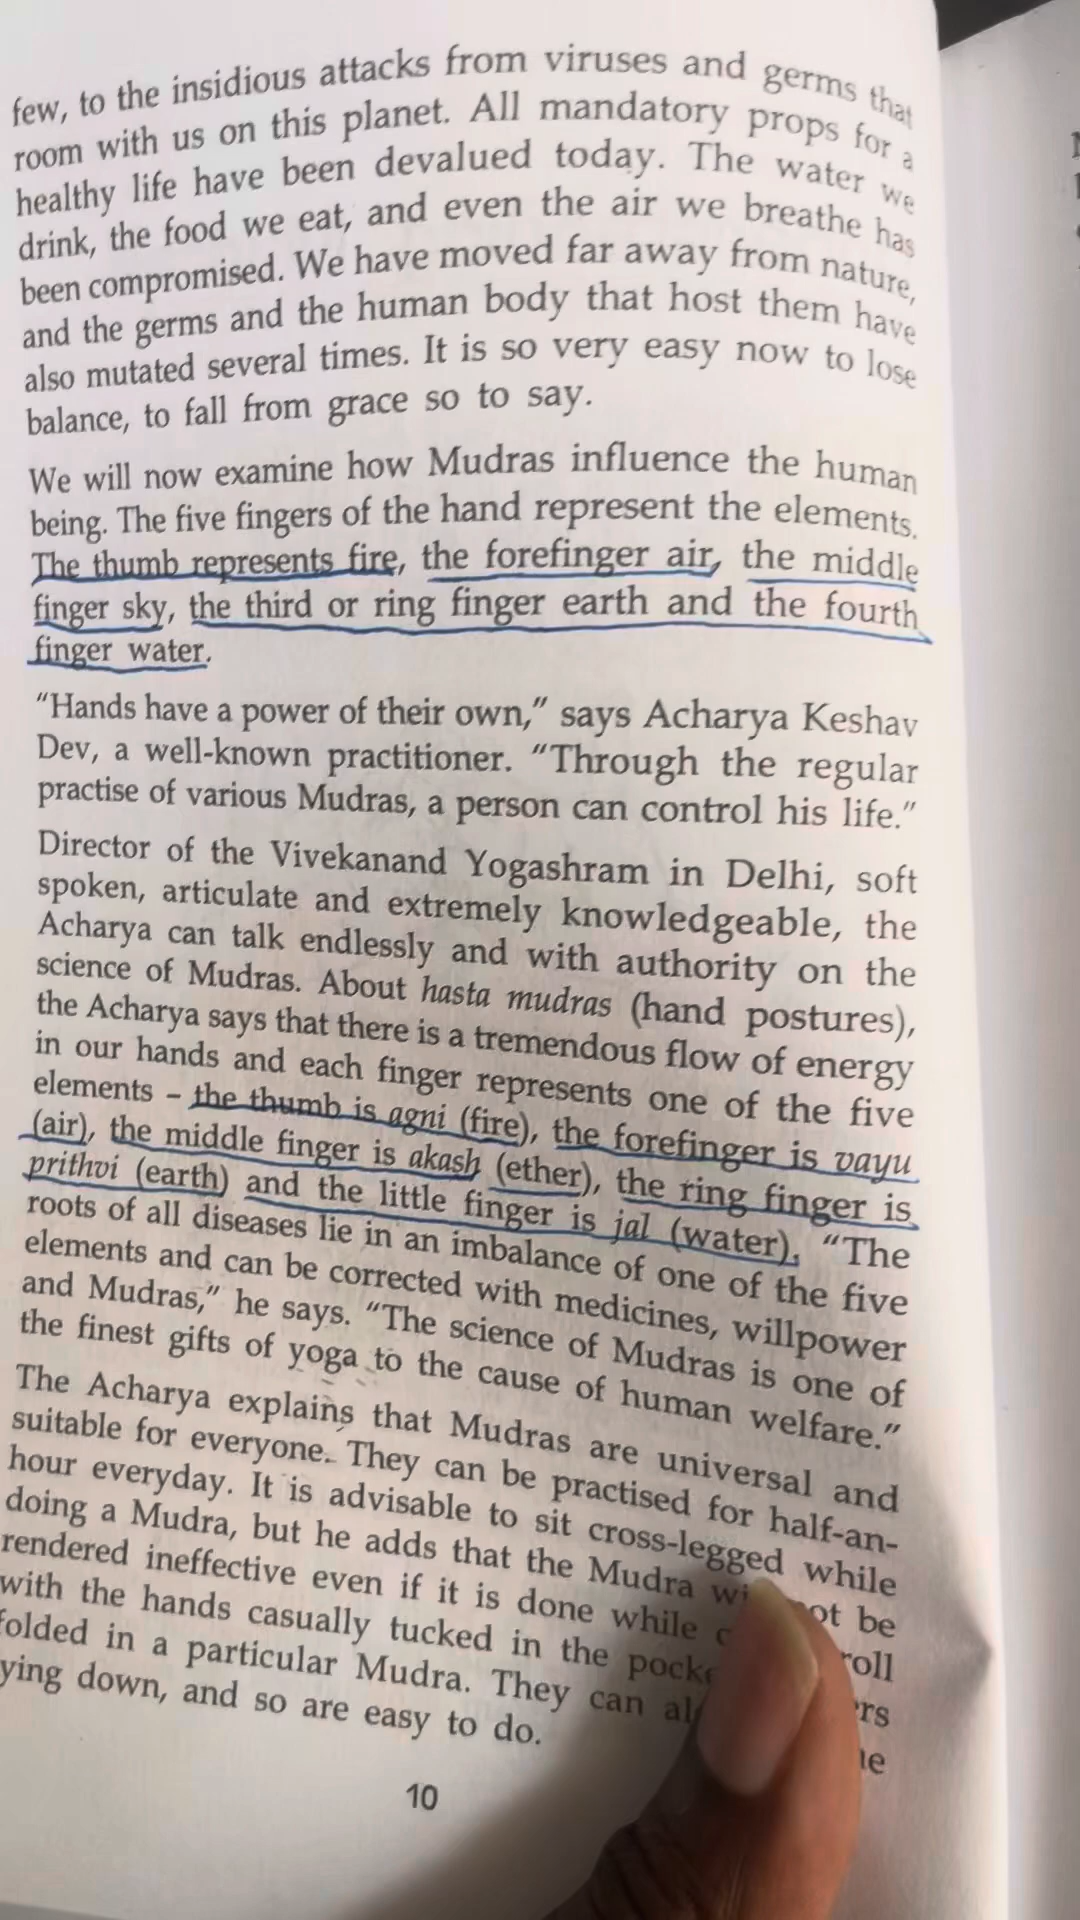 few, to the insidious attacks from viruses and germs that
room with us on this planet. All mandatory props for a
healthy life have been devalued today. The water we
drink, the food we eat, and even the air we breathe has
been compromised. We have moved far away from nature,
and the germs and the human body that host them have
also mutated several times. It is so very easy now to lose
balance, to fall from grace so to say.
We will now examine how Mudras influence the human
being. The five fingers of the hand represent the elements.
The thumb represents fire, the forefinger air, the middle
finger sky, the third or ring finger earth and the fourth
finger water.
“Hands have a power of their own,” says Acharya Keshav
Dev, a well-known practitioner. “Through the regular
practise of various Mudras, a person can control his life.”
Director of the Vivekanand Yogashram in Delhi, soft
spoken, articulate and extremely knowledgeable, the
Acharya can talk endlessly and with authority on the
science of Mudras. About hasta mudras (hand postures),
the Acharya says that there is a tremendous flow of energy
in our hands and each finger represents one of the five
elements – the thumb is agni (fire), the forefinger is vayu
(air), the middle finger is akash (ether), the ring finger is
prithvi (earth) and the little finger is jal (water). “The
roots of all diseases lie in an imbalance of one of the five
elements and can be corrected with medicines, willpower
and Mudras,” he says. “The science of Mudras is one of
the finest gifts of yoga to the cause of human welfare.”
The Acharya explains that Mudras are universal and
suitable for everyone. They can be practised for half-an-
hour everyday. It is advisable to sit cross-legged while
doing a Mudra, but he adds that the Mudra be
rendered ineffective even if it is done while
with the hands casually tucked in the
folded in a particular Mudra. They can
ying down, and so are easy to do.
10